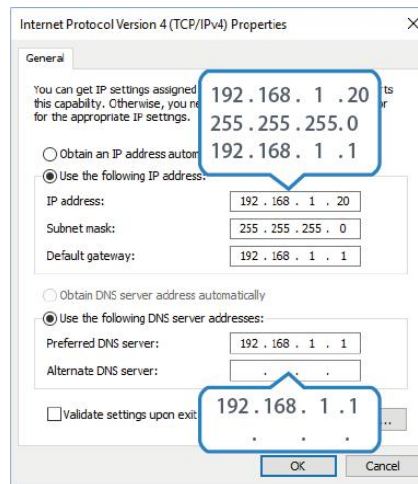 Internet Protocol Version 4 (TCP/IPv4) Properties
General
You can get IP settings assigned
this capability. Otherwise, you
for the appropriate IP settings.
192.168. 1 .20
255.255.255.0
192.168. 1 .1
Obtain an IP address
Use the following IP address:
IP address: 192 . 168 . 1 . 20
Subnet mask: 255 . 255 . 255 . 0
Default gateway: 192 . 168 . 1 . 1
Obtain DNS server address automatically
Use the following DNS server addresses:
Preferred DNS server: 192 . 168 . 1 . 1
Alternate DNS server: . . .
192.168. 1 .1
. . .
Validate settings upon exit
...
OK Cancel